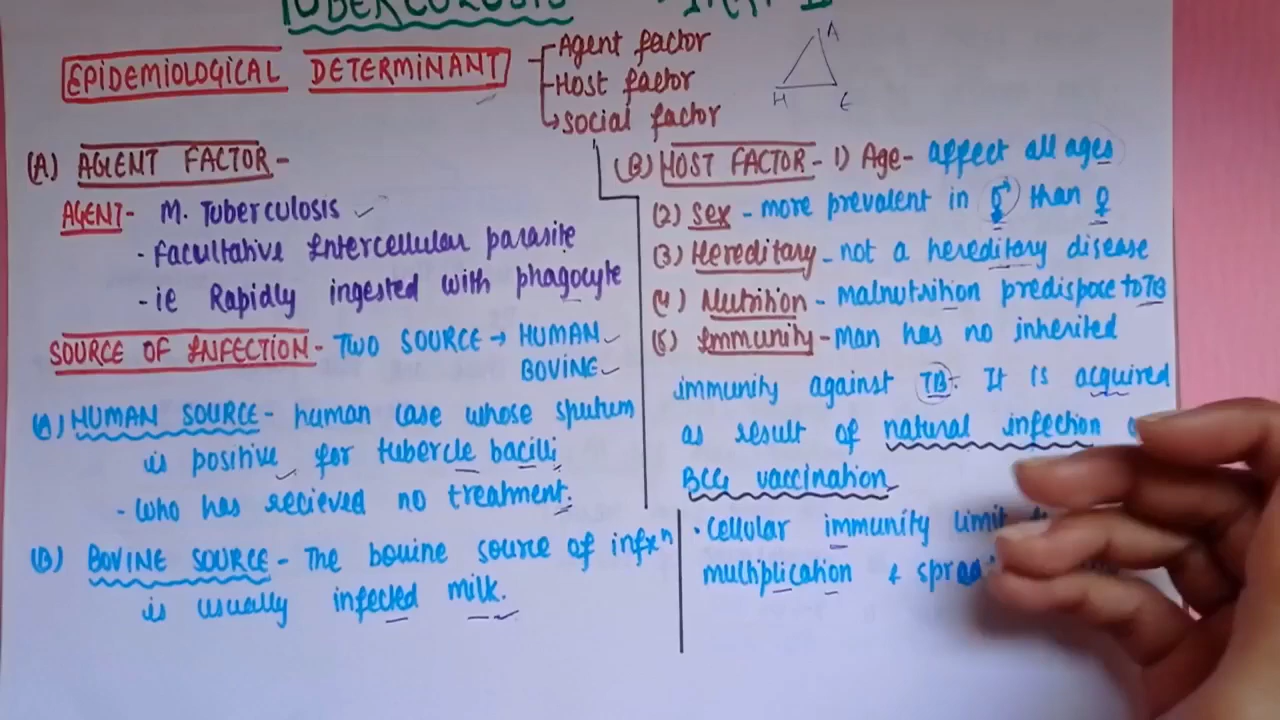 TUBERCULOSIS
EPIDEMIOLOGICAL DETERMINANT
Agent factor
Host factor
Social factor
A
H E
(A) AGENT FACTOR -
AGENT - M. Tuberculosis
- Facultative Intercellular parasite
- ie Rapidly ingested with phagocyte
SOURCE OF INFECTION - TWO SOURCE → HUMAN
BOVINE
(A) HUMAN SOURCE - human case whose sputum
is positive for tubercle bacilli
- who has recieved no treatment.
(B) BOVINE SOURCE - The bovine source of infxⁿ
is usually infected milk.
(B) HOST FACTOR - 1) Age - affect all ages
(2) Sex - more prevalent in ♂ than ♀
(3) Hereditary - not a hereditary disease
(4) Nutrition - malnutrition predispose to TB
(5) Immunity - Man has no inherited
immunity against TB. It is acquired
as result of natural infection
BCG vaccination
• Cellular immunity limit
multiplication & spread